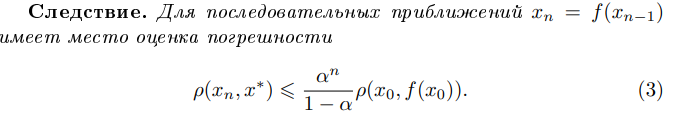 Следствие. Для последовательных приближений xₙ = f(xₙ₋₁)
имеет место оценка погрешности
ρ(xₙ, x*) ⩽ αⁿ/(1 − α) ρ(x₀, f(x₀)). (3)